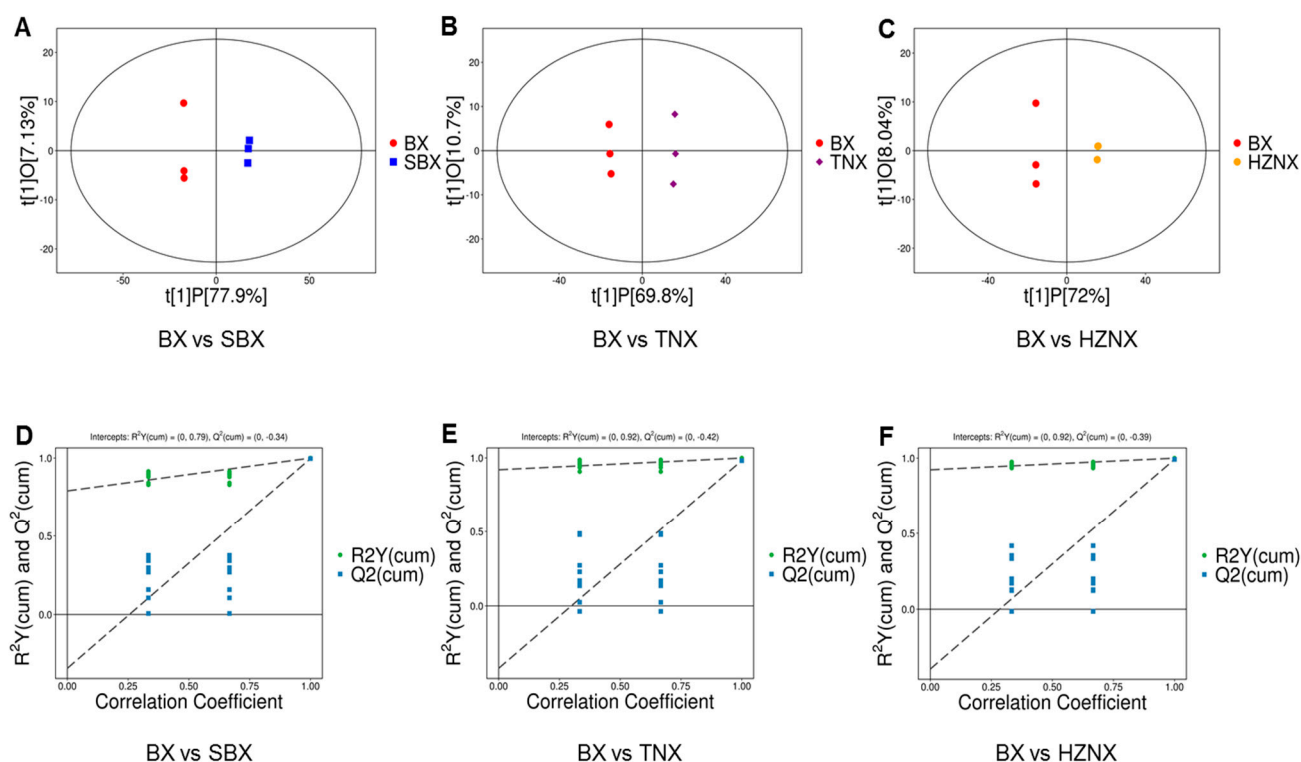 A
20
10
0
-10
-20
t[1]O[7.13%]
-50
0
50
t[1]P[77.9%]
BX
SBX
BX vs SBX
B
20
10
0
-10
-20
t[1]O[10.7%]
-40
0
40
t[1]P[69.8%]
BX
TNX
BX vs TNX
C
20
10
0
-10
-20
t[1]O[8.04%]
-60
-30
0
30
60
t[1]P[72%]
BX
HZNX
BX vs HZNX
D
Intercepts: R²Y(cum) = (0, 0.79), Q²(cum) = (0, -0.34)
1.0
0.5
0.0
R²Y(cum) and Q²(cum)
0.00
0.25
0.50
0.75
1.00
Correlation Coefficient
R2Y(cum)
Q2(cum)
BX vs SBX
E
Intercepts: R²Y(cum) = (0, 0.92), Q²(cum) = (0, -0.42)
1.0
0.5
0.0
R²Y(cum) and Q²(cum)
0.00
0.25
0.50
0.75
1.00
Correlation Coefficient
R2Y(cum)
Q2(cum)
BX vs TNX
F
Intercepts: R²Y(cum) = (0, 0.92), Q²(cum) = (0, -0.39)
1.0
0.5
0.0
R²Y(cum) and Q²(cum)
0.00
0.25
0.50
0.75
1.00
Correlation Coefficient
R2Y(cum)
Q2(cum)
BX vs HZNX